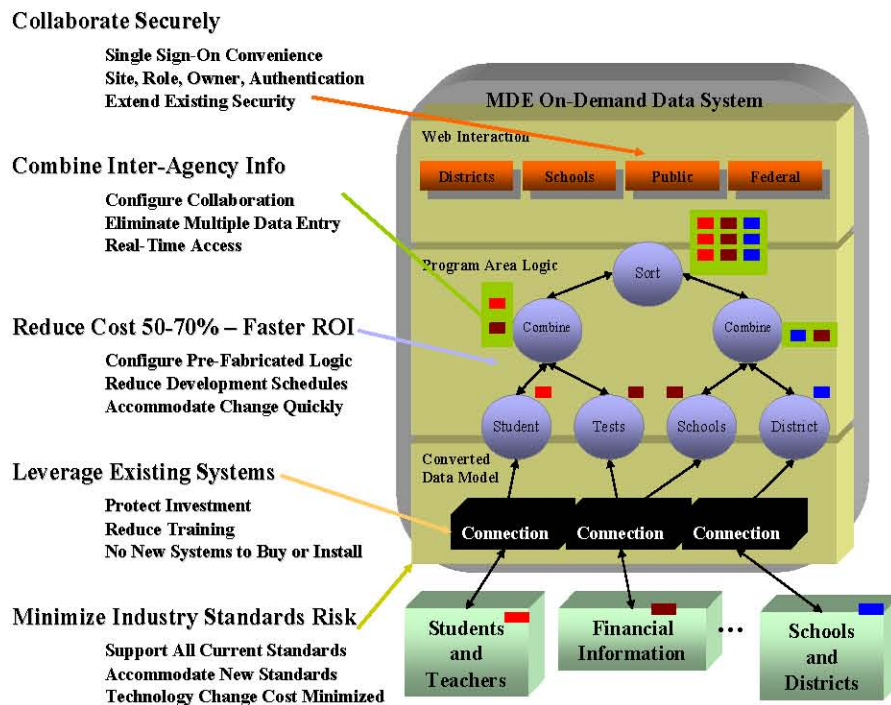 Collaborate Securely
Single Sign-On Convenience
Site, Role, Owner, Authentication
Extend Existing Security
Combine Inter-Agency Info
Configure Collaboration
Eliminate Multiple Data Entry
Real-Time Access
Reduce Cost 50-70% – Faster ROI
Configure Pre-Fabricated Logic
Reduce Development Schedules
Accommodate Change Quickly
Leverage Existing Systems
Protect Investment
Reduce Training
No New Systems to Buy or Install
Minimize Industry Standards Risk
Support All Current Standards
Accommodate New Standards
Technology Change Cost Minimized
MDE On-Demand Data System
Web Interaction
Districts
Schools
Public
Federal
Program Area Logic
Sort
Combine
Combine
Student
Tests
Schools
District
Converted
Data Model
Connection
Connection
Connection
Students
and
Teachers
Financial
Information
...
Schools
and
Districts